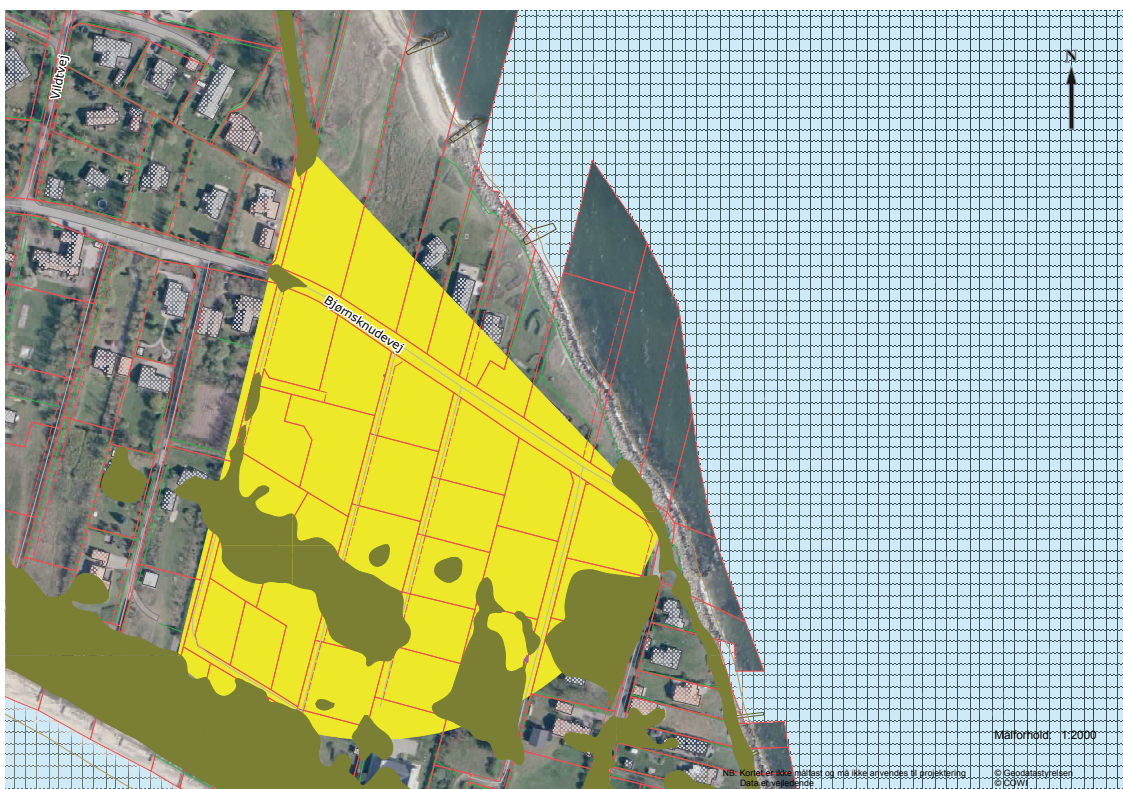 Vildtvej
N
Bjørnsknudevej
Målforhold: 1:2000
NB: Kortet er ikke målfast og må ikke anvendes til projektering
Data er vejledende
© Geodatastyrelsen
© COWI